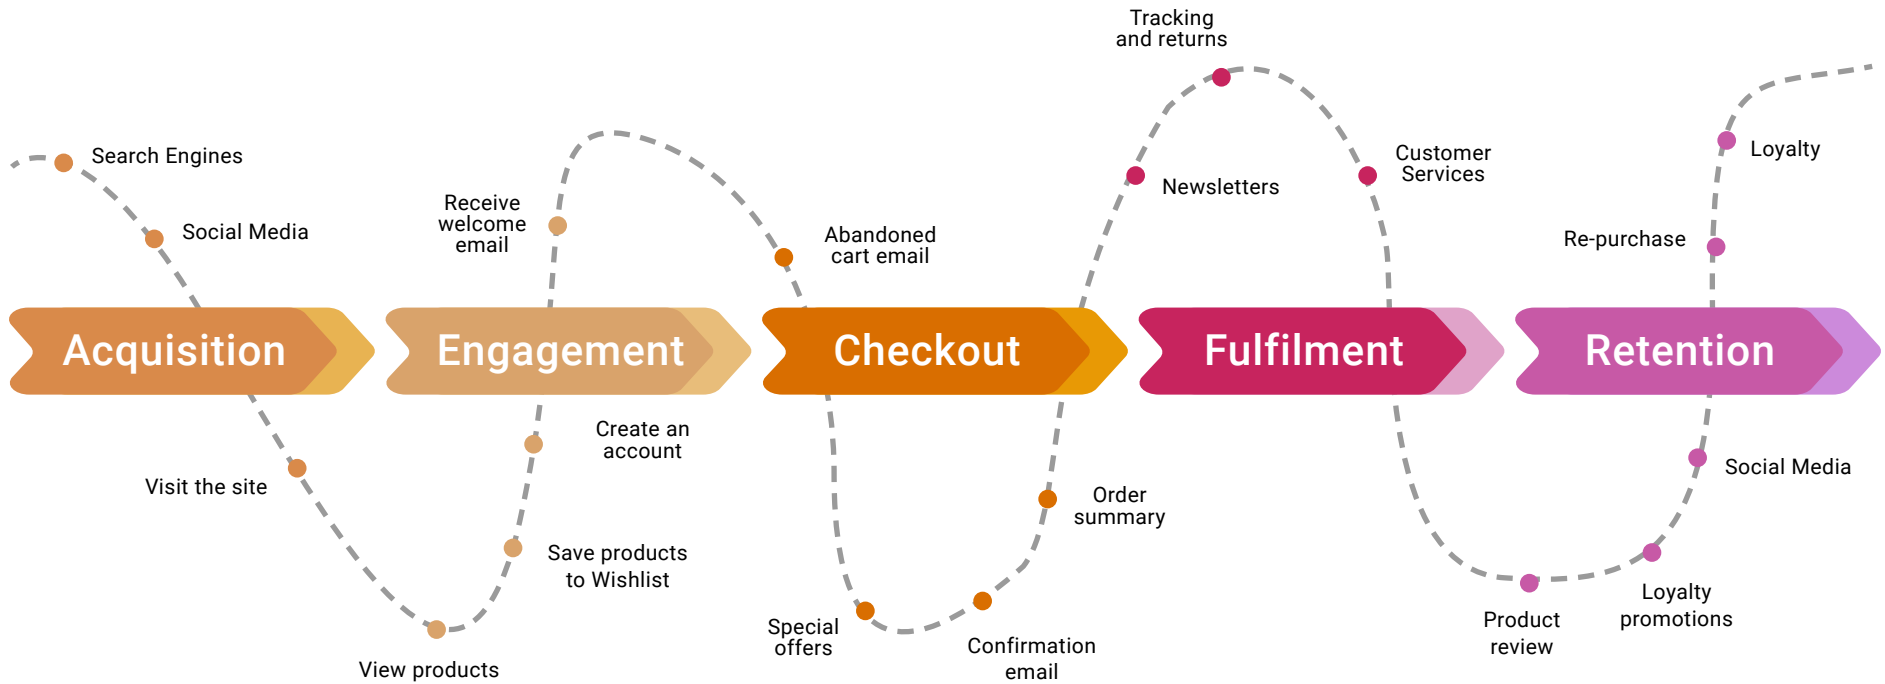 Search Engines
Social Media
Acquisition
Visit the site
View products
Receive
welcome
email
Engagement
Create an
account
Save products
to Wishlist
Abandoned
cart email
Checkout
Special
offers
Confirmation
email
Order
summary
Tracking
and returns
Newsletters
Customer
Services
Fulfilment
Loyalty
Re-purchase
Retention
Social Media
Loyalty
promotions
Product
review